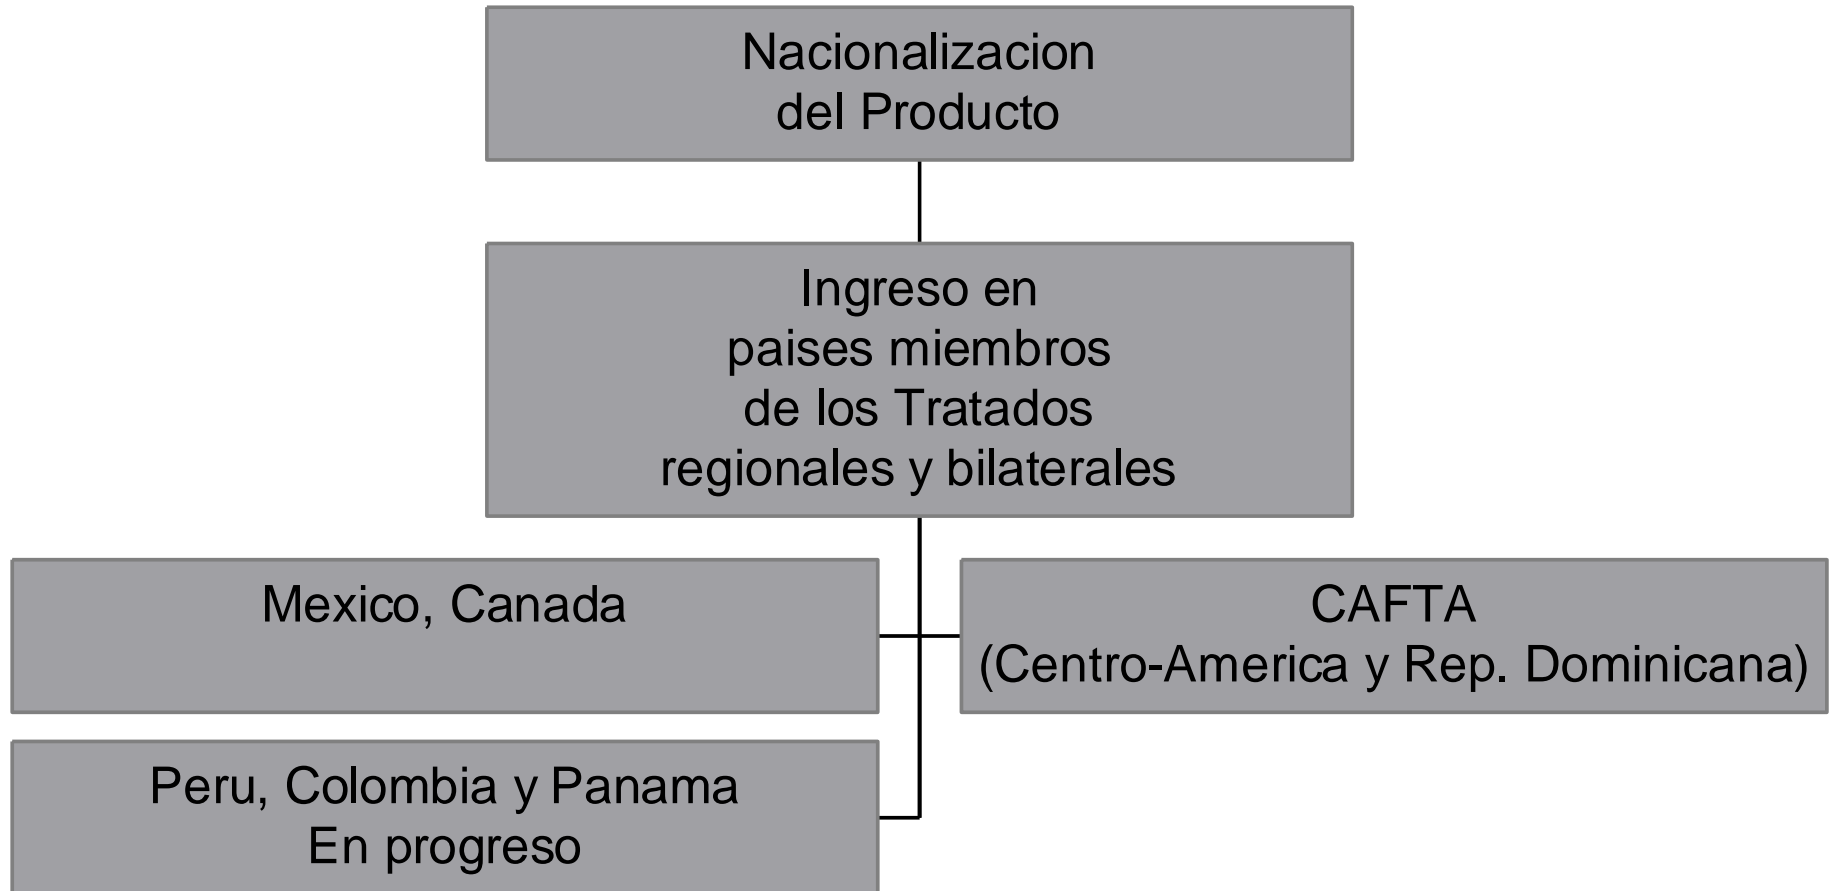 Nacionalizacion
del Producto
Ingreso en
paises miembros
de los Tratados
regionales y bilaterales
Mexico, Canada
CAFTA
(Centro-America y Rep. Dominicana)
Peru, Colombia y Panama
En progreso